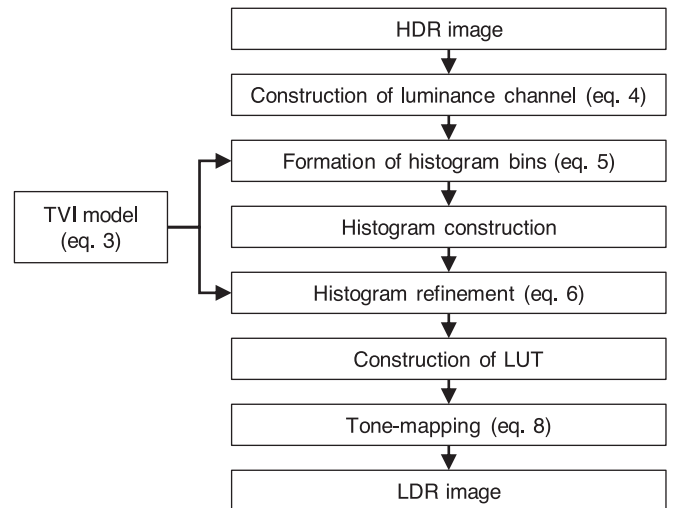 HDR image
Construction of luminance channel (eq. 4)
Formation of histogram bins (eq. 5)
TVI model
(eq. 3)
Histogram construction
Histogram refinement (eq. 6)
Construction of LUT
Tone-mapping (eq. 8)
LDR image